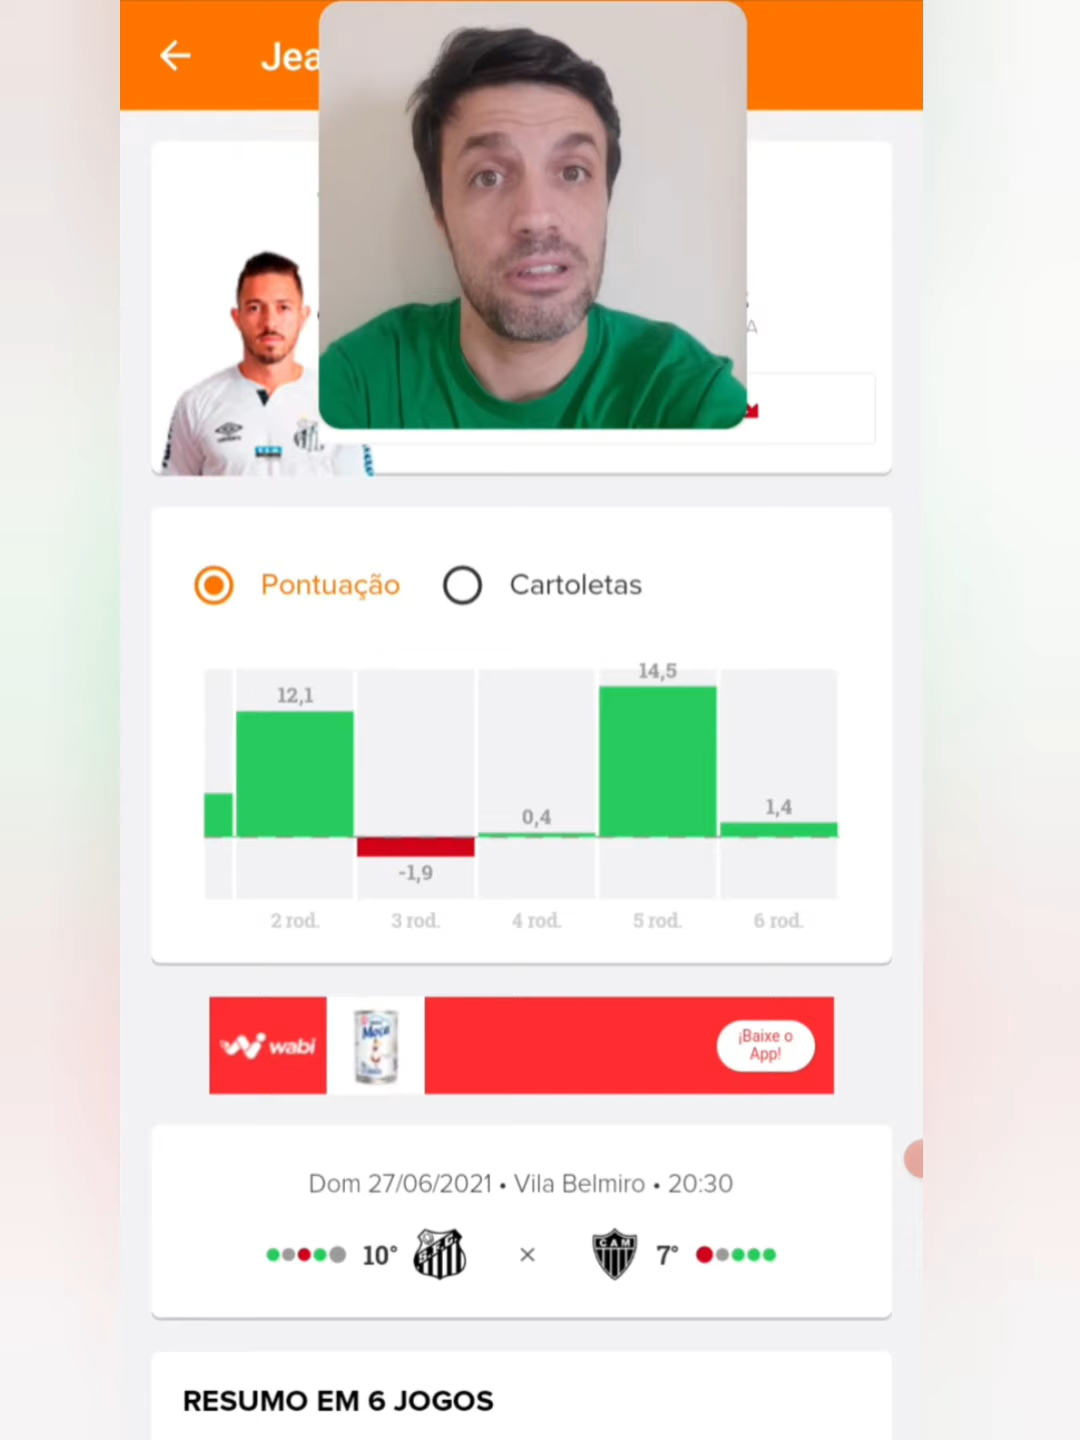 Jea
A
Pontuação
Cartoletas
12,1
-1,9
0,4
14,5
1,4
2 rod.
3 rod.
4 rod.
5 rod.
6 rod.
wabi
Moça
¡Baixe o
App!
Dom 27/06/2021 • Vila Belmiro • 20:30
10°
S.F.C
×
CAM
7°
RESUMO EM 6 JOGOS